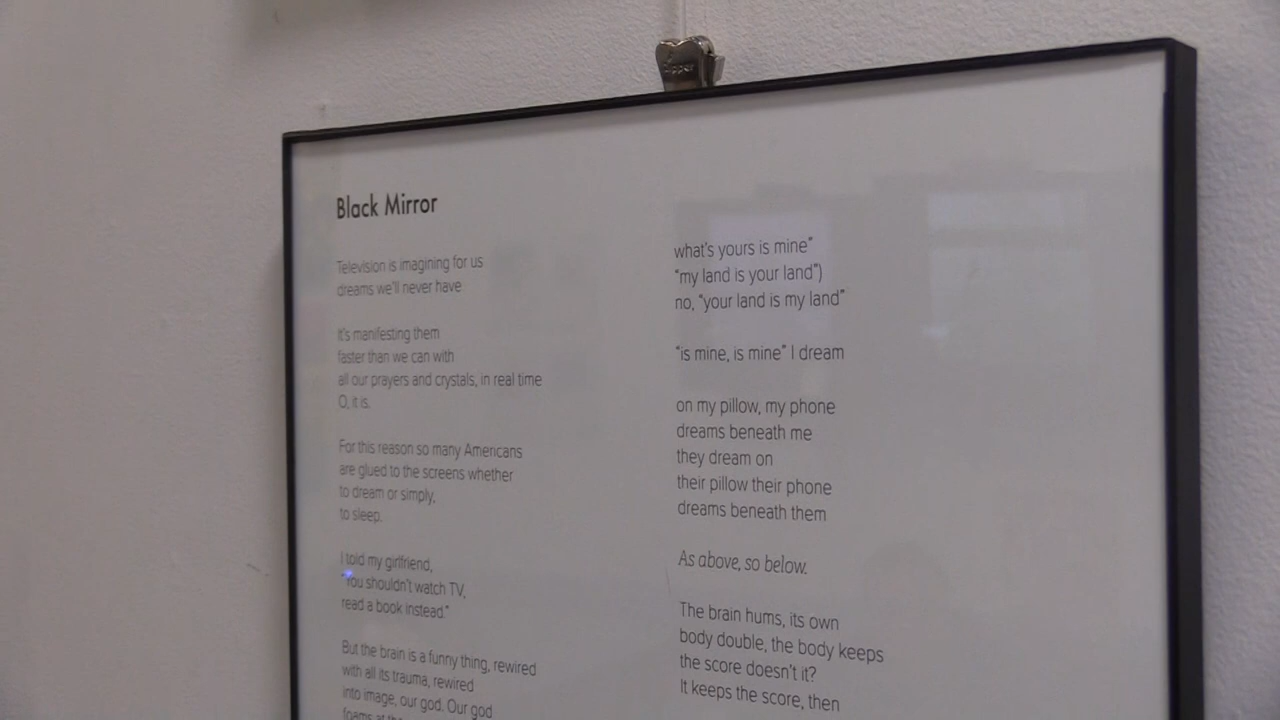 Black Mirror
Television is imagining for us
dreams we'll never have
It's manifesting them
faster than we can with
all our prayers and crystals, in real time
O, it is.
For this reason so many Americans
are glued to the screens whether
to dream or simply,
to sleep.
I told my girlfriend,
"You shouldn't watch TV,
read a book instead."
But the brain is a funny thing, rewired
with all its trauma, rewired
into image, our god. Our god
foams at the
what's yours is mine"
"my land is your land")
no, "your land is my land"
"is mine, is mine" I dream
on my pillow, my phone
dreams beneath me
they dream on
their pillow their phone
dreams beneath them
As above, so below.
The brain hums, its own
body double, the body keeps
the score doesn't it?
It keeps the score, then